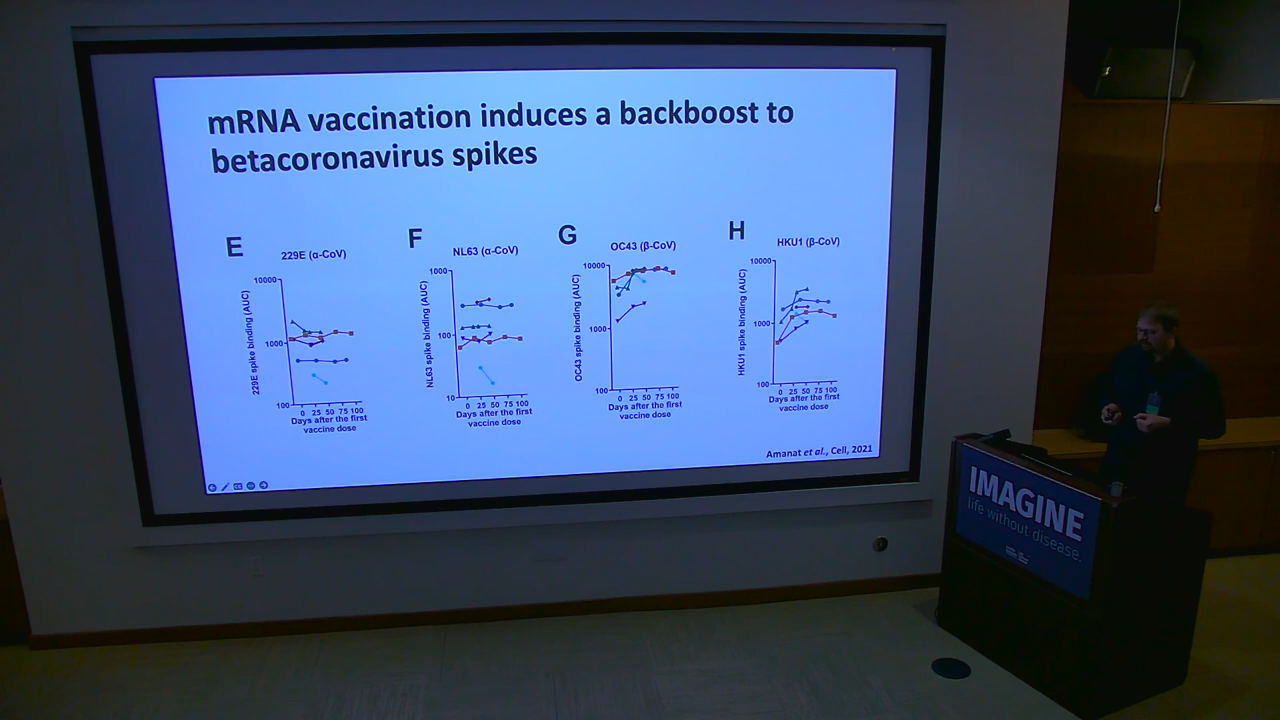 mRNA vaccination induces a backboost to
betacoronavirus spikes
E
229E (α-CoV)
229E spike binding (AUC)
10000
1000
100
0 25 50 75 100
Days after the first
vaccine dose
F
NL63 (α-CoV)
NL63 spike binding (AUC)
1000
100
10
0 25 50 75 100
Days after the first
vaccine dose
G
OC43 (β-CoV)
OC43 spike binding (AUC)
10000
1000
100
0 25 50 75 100
Days after the first
vaccine dose
H
HKU1 (β-CoV)
HKU1 spike binding (AUC)
10000
1000
100
0 25 50 75 100
Days after the first
vaccine dose
Amanat et al., Cell, 2021
IMAGINE
life without disease.